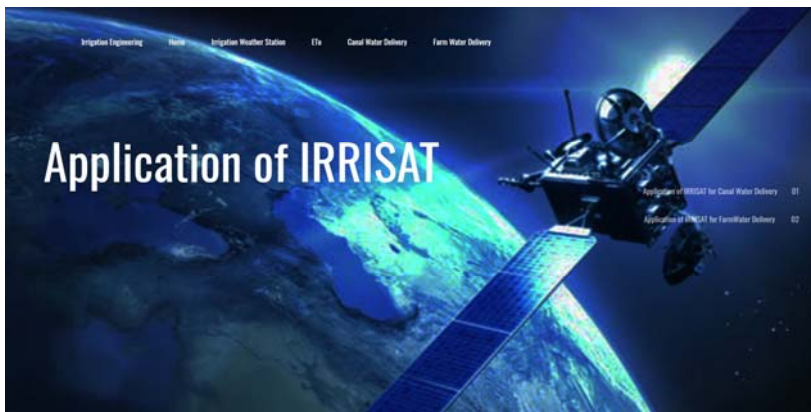 Irrigation Engineering Home Irrigation Weather Station ETo Canal Water Delivery Farm Water Delivery
Application of IRRISAT
Application of IRRISAT for Canal Water Delivery 01
Application of IRRISAT for FarmWater Delivery 02